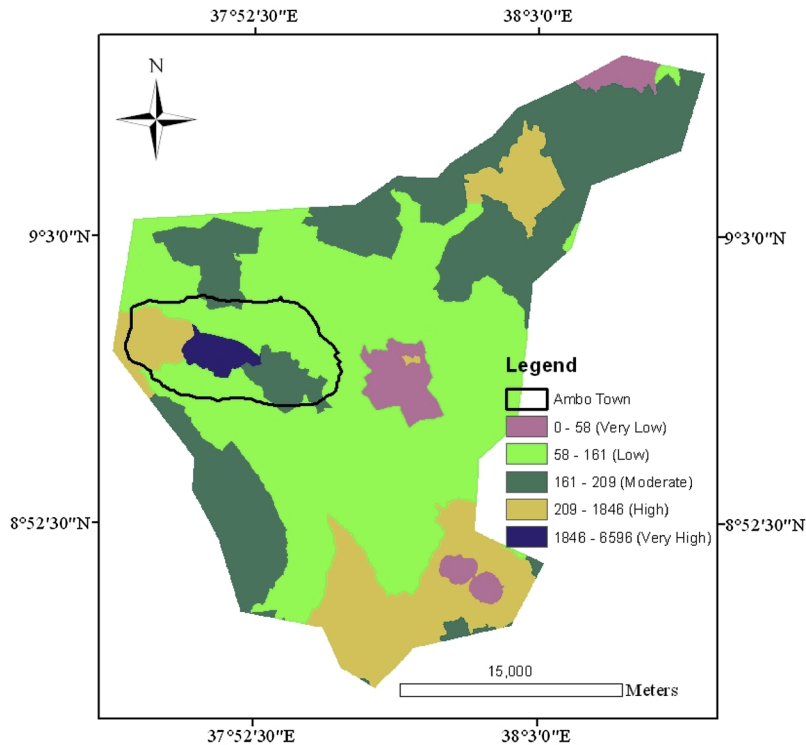 37°52'30"E 38°3'0"E
N
9°3'0"N 9°3'0"N
Legend
Ambo Town
0 - 58 (Very Low)
58 - 161 (Low)
161 - 209 (Moderate)
209 - 1846 (High)
1846 - 6596 (Very High)
8°52'30"N 8°52'30"N
15,000
Meters
37°52'30"E 38°3'0"E